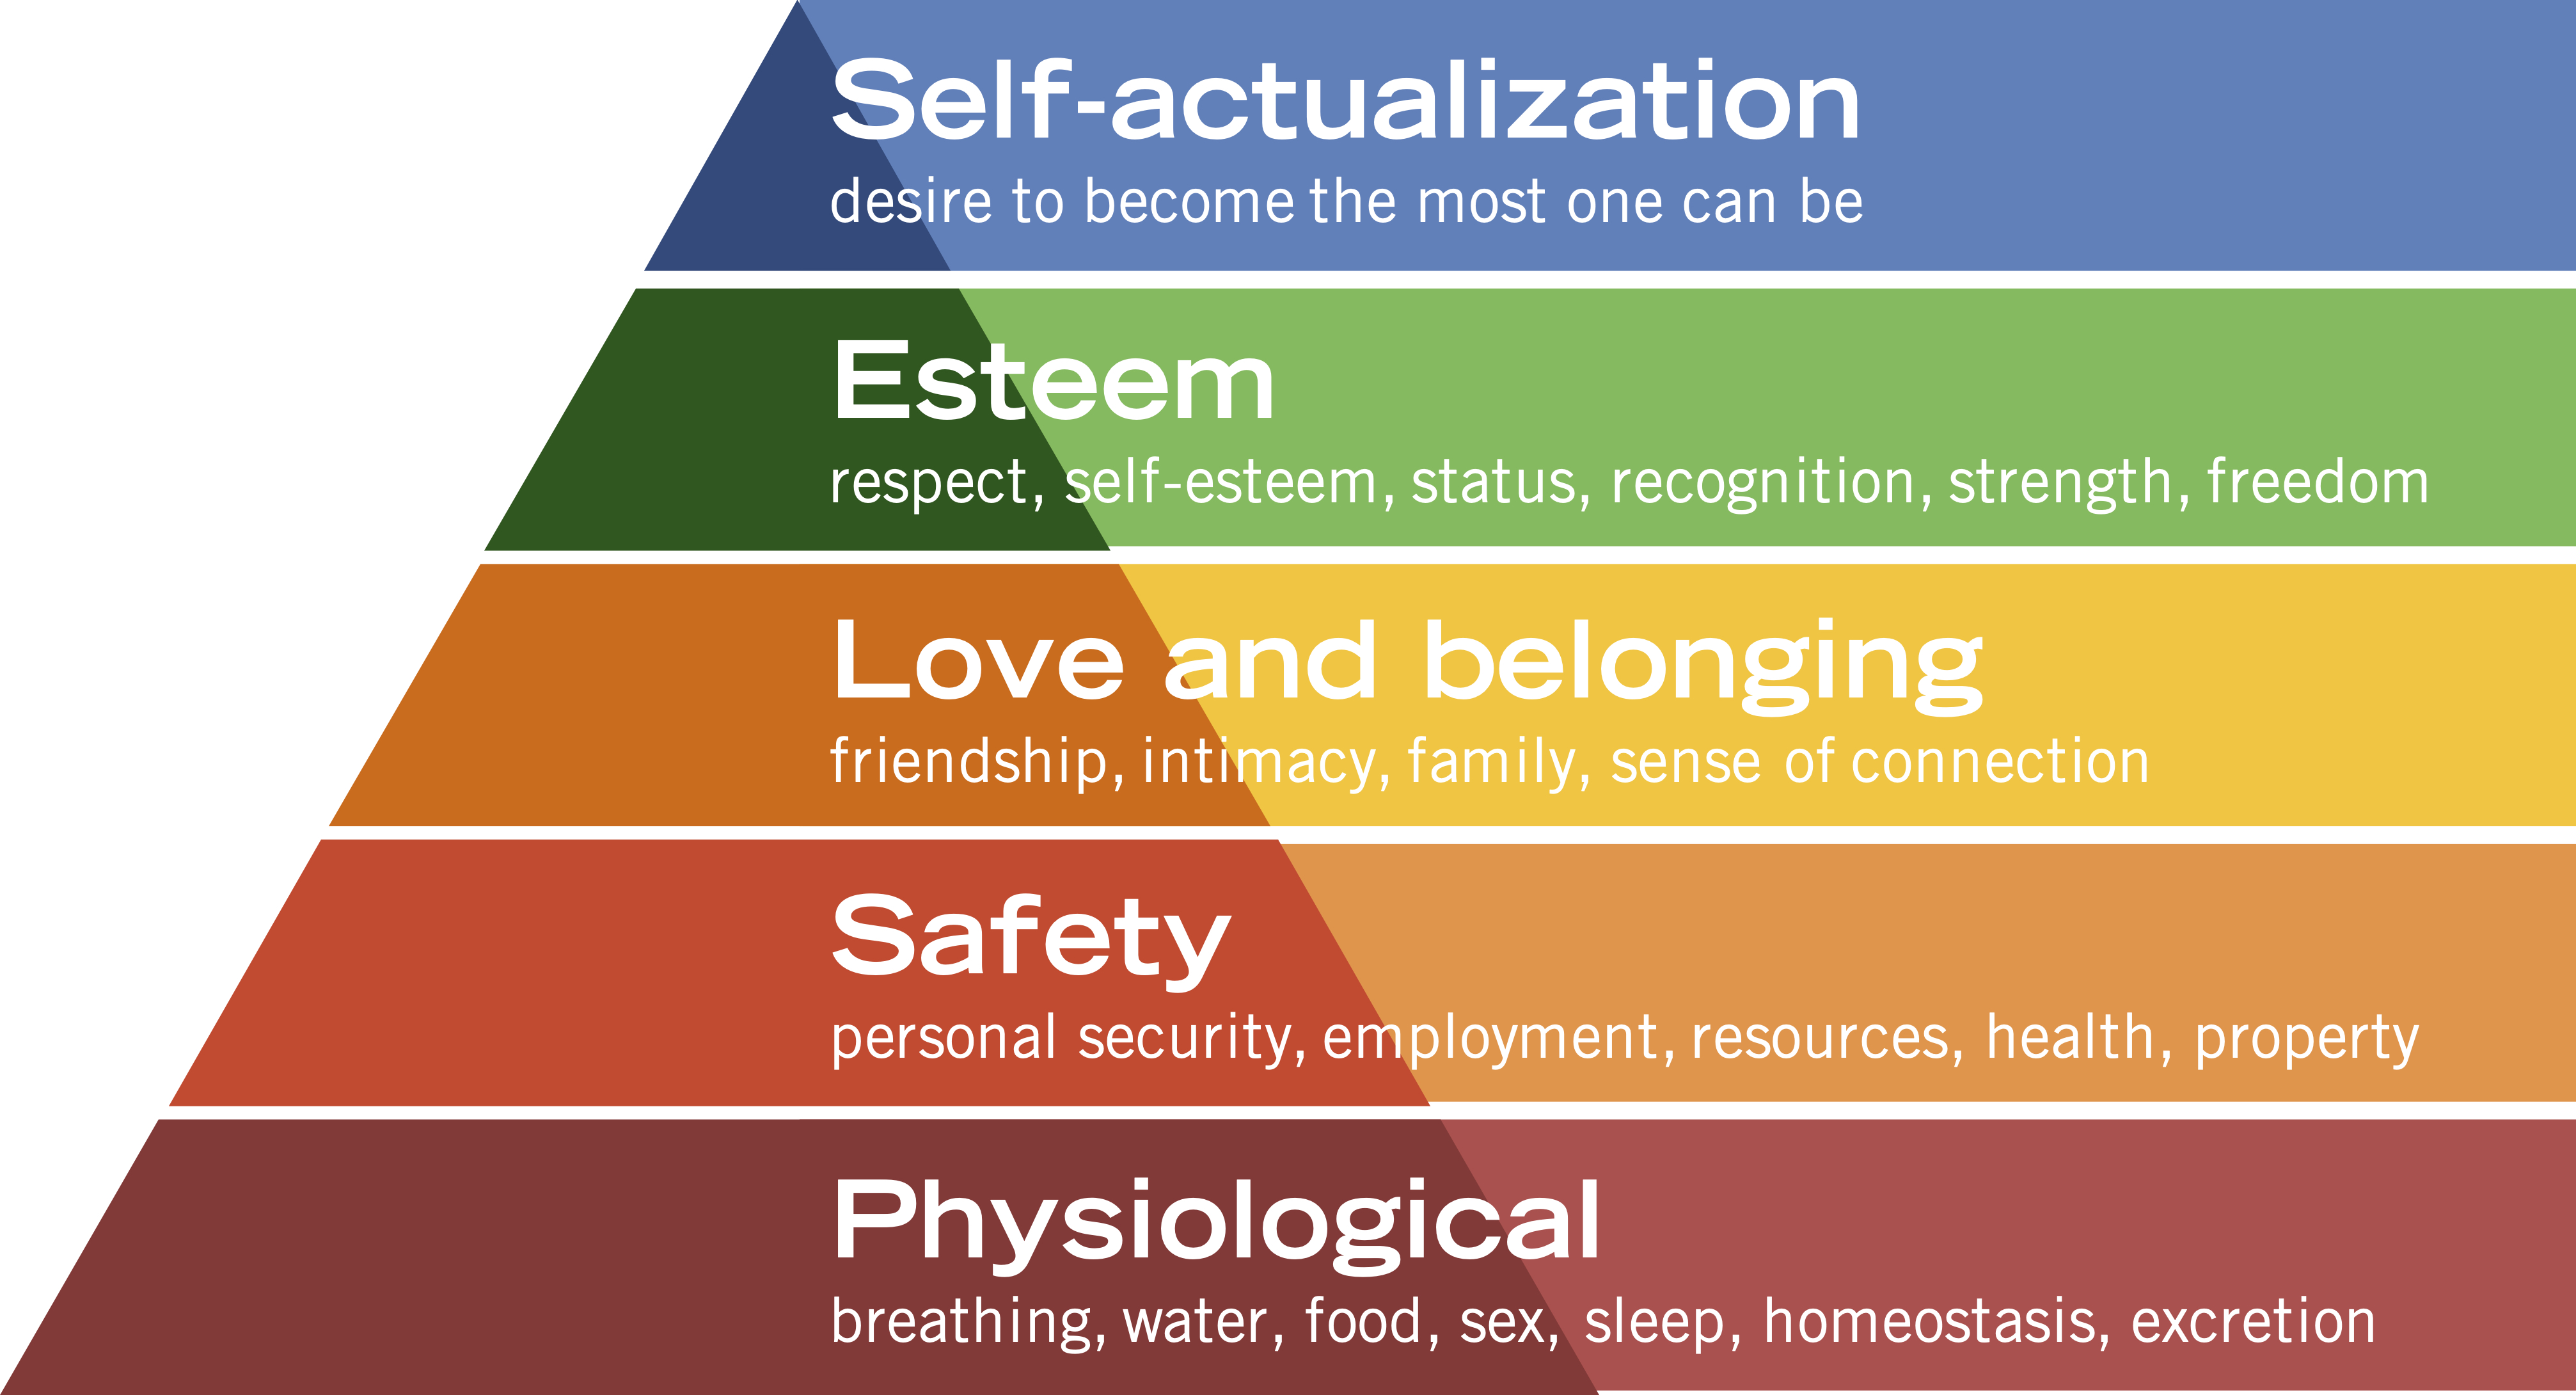 Self-actualization
desire to become the most one can be
Esteem
respect, self-esteem, status, recognition, strength, freedom
Love and belonging
friendship, intimacy, family, sense of connection
Safety
personal security, employment, resources, health, property
Physiological
breathing, water, food, sex, sleep, homeostasis, excretion